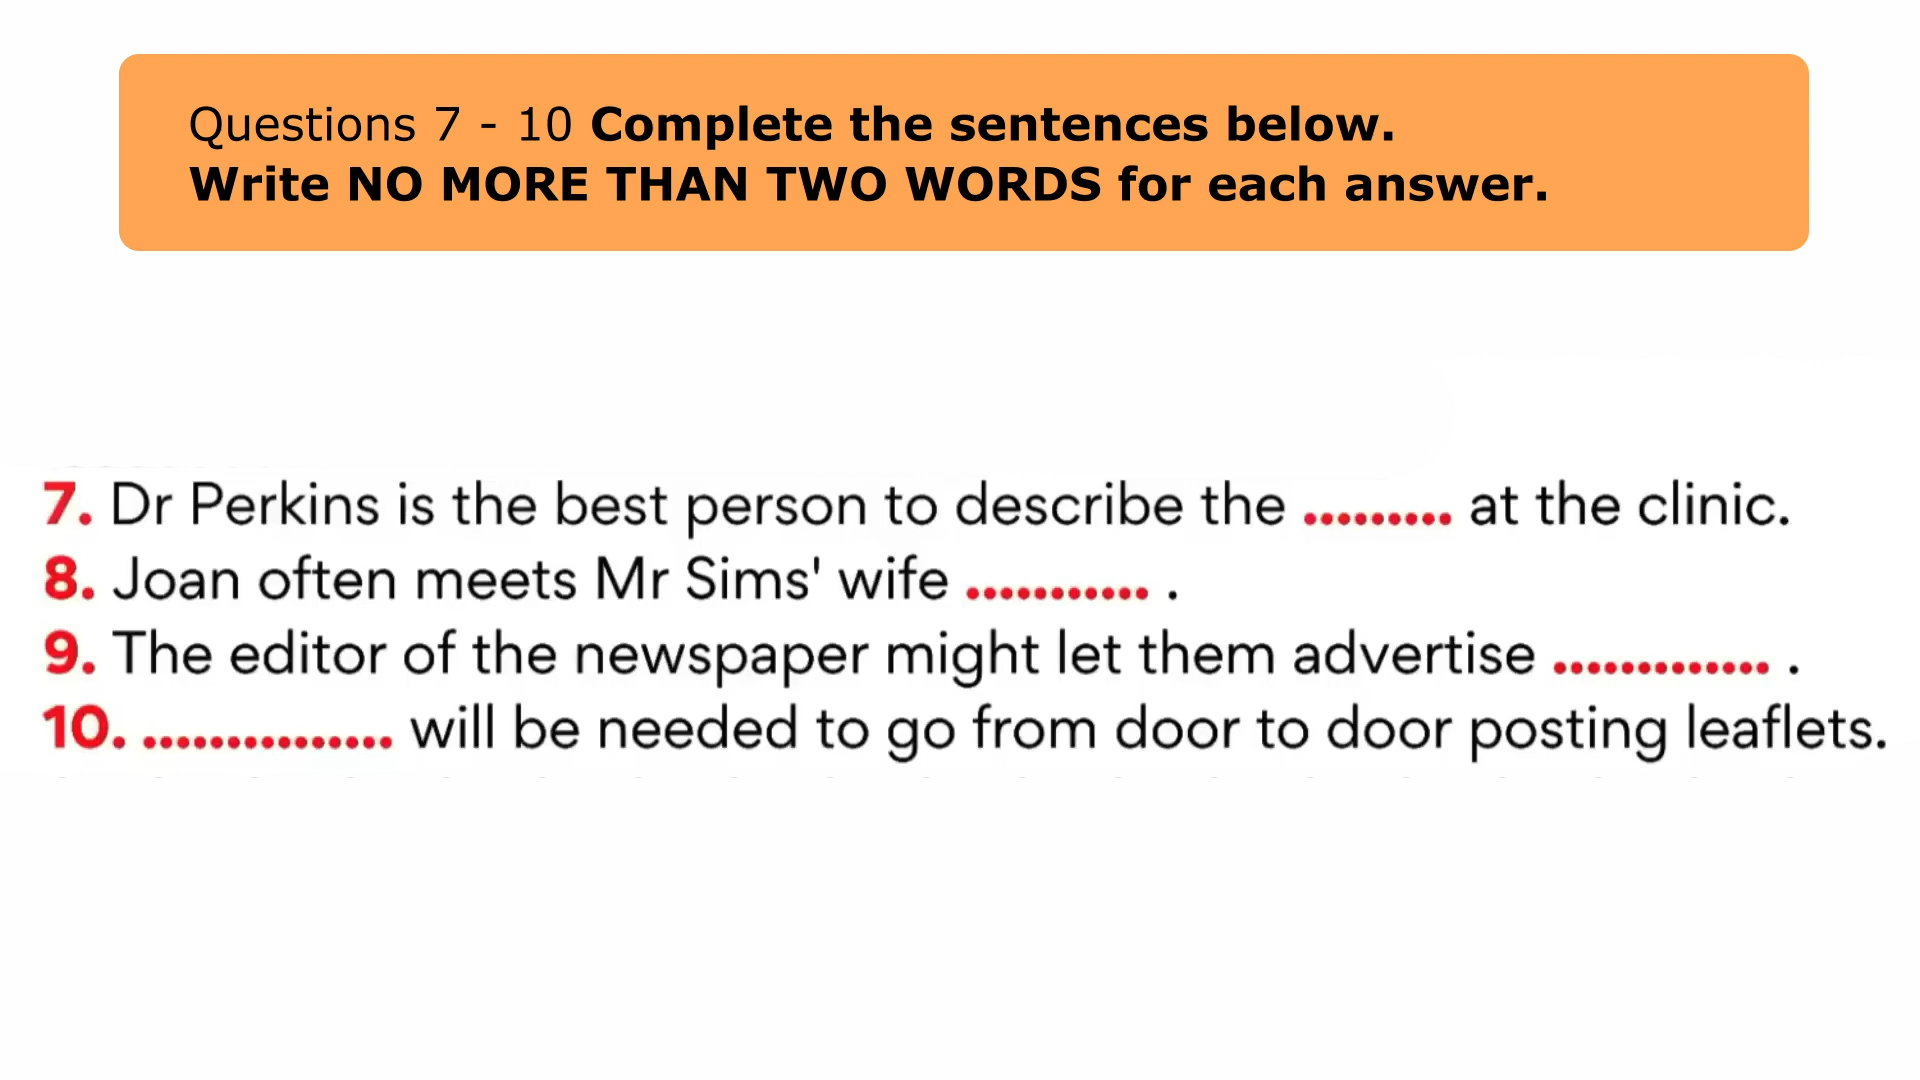 Questions 7 - 10 Complete the sentences below.
Write NO MORE THAN TWO WORDS for each answer.
7. Dr Perkins is the best person to describe the ......... at the clinic.
8. Joan often meets Mr Sims' wife ........... .
9. The editor of the newspaper might let them advertise ............. .
10. ............... will be needed to go from door to door posting leaflets.